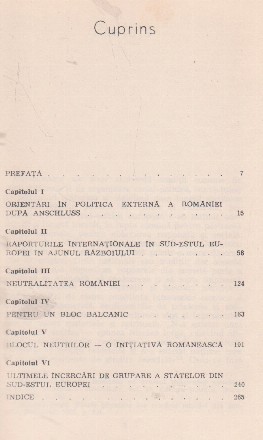 Cuprins
PREFAȚĂ . . . . . . . . . . . 7
Capitolul I
ORIENTĂRI ÎN POLITICA EXTERNĂ A ROMÂNIEI
DUPĂ ANSCHLUSS . . . . . . . . . 15
Capitolul II
RAPORTURILE INTERNAȚIONALE ÎN SUD-ESTUL EU-
ROPEI ÎN AJUNUL RĂZBOIULUI . . . . . . 56
Capitolul III
NEUTRALITATEA ROMÂNIEI . . . . . . . 124
Capitolul IV
PENTRU UN BLOC BALCANIC . . . . . . . 183
Capitolul V
BLOCUL NEUTRILOR — O INIȚIATIVĂ ROMÂNEASCĂ 191
Capitolul VI
ULTIMELE ÎNCERCĂRI DE GRUPARE A STATELOR DIN
SUD-ESTUL EUROPEI . . . . . . . . 240
INDICE . . . . . . . . . . . 265